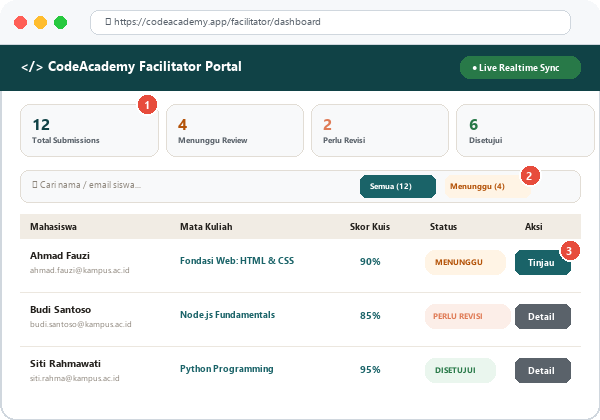 https://codeacademy.app/facilitator/dashboard
</> CodeAcademy Facilitator Portal
● Live Realtime Sync
1
12
Total Submissions
4
Menunggu Review
2
Perlu Revisi
6
Disetujui
Cari nama / email siswa...
Semua (12)
Menunggu (4)
2
Mahasiswa Mata Kuliah Skor Kuis Status Aksi
Ahmad Fauzi
ahmad.fauzi@kampus.ac.id
Fondasi Web: HTML & CSS
90%
MENUNGGU
Tinjau
3
Budi Santoso
budi.santoso@kampus.ac.id
Node.js Fundamentals
85%
PERLU REVISI
Detail
Siti Rahmawati
siti.rahma@kampus.ac.id
Python Programming
95%
DISETUJUI
Detail